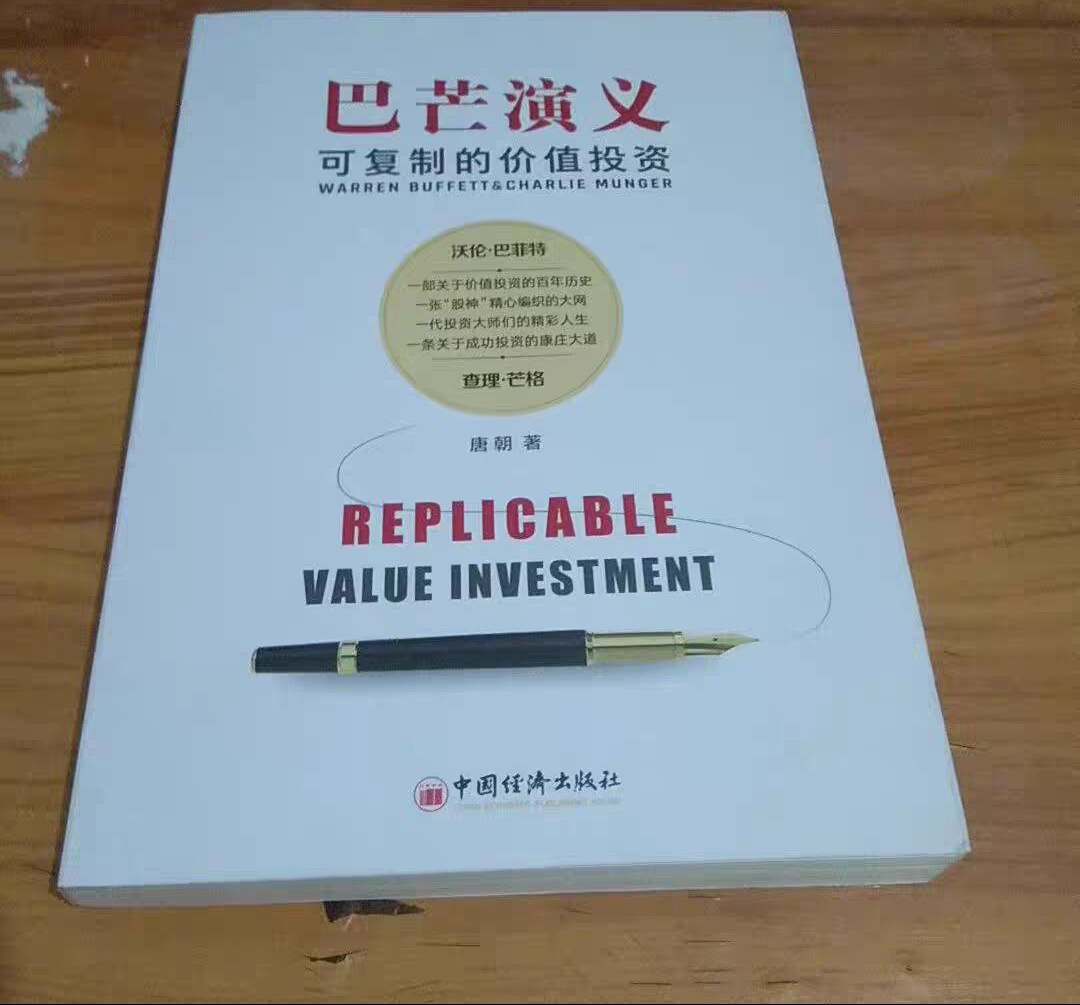 巴芒演义
可复制的价值投资
WARREN BUFFETT&CHARLIE MUNGER
沃伦·巴菲特
一部关于价值投资的百年历史
一张“股神”精心编织的大网
一代投资大师们的精彩人生
一条关于成功投资的康庄大道
查理·芒格
唐朝 著
REPLICABLE
VALUE INVESTMENT
中国经济出版社